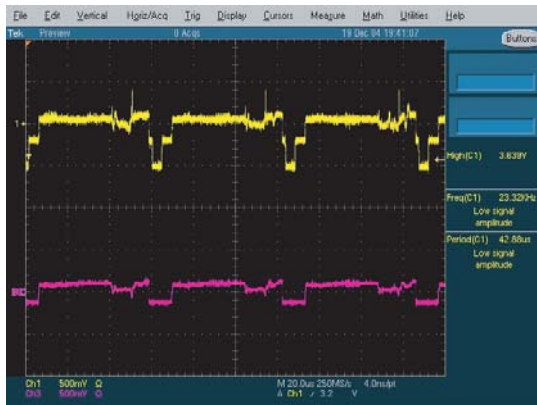 File Edit Vertical Horiz/Acq Trig Display Cursors Measure Math Utilities Help
Tek Preview 0 Acqs 19 Dec 04 19:41:07 Buttons
1
T
High(C1) 3.639V
Freq(C1) 23.32KHz
Low signal
amplitude
Period(C1) 42.88us
Low signal
amplitude
Ch1 500mV Ω
Ch3 500mV Ω
M 20.0us 250MS/s 4.0ns/pt
A Ch1 3.2 V